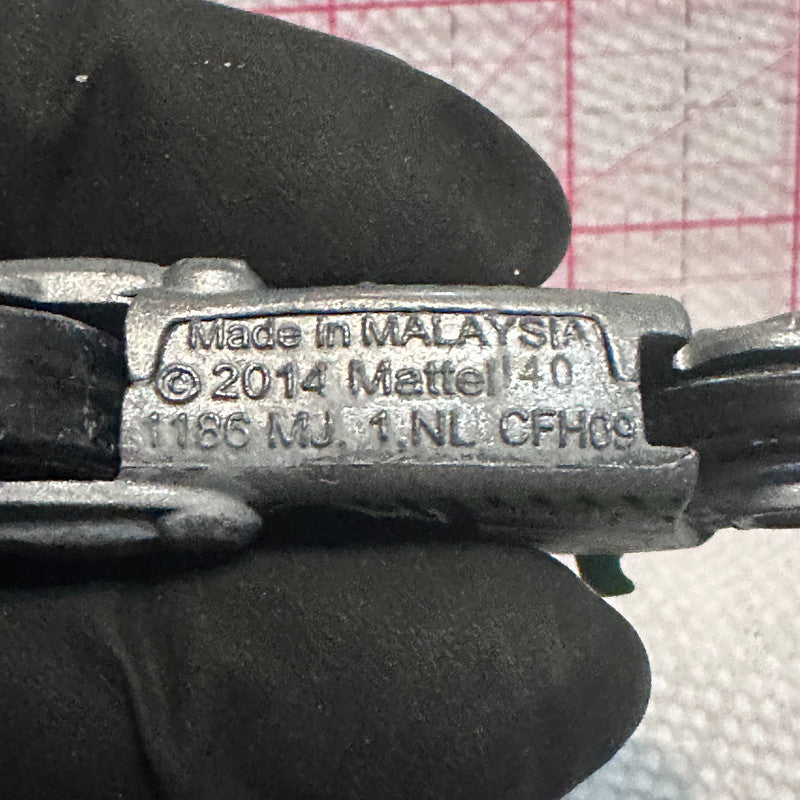 Made in MALAYSIA
© 2014 Mattel 40
1186 MJ. 1.NL CFH09